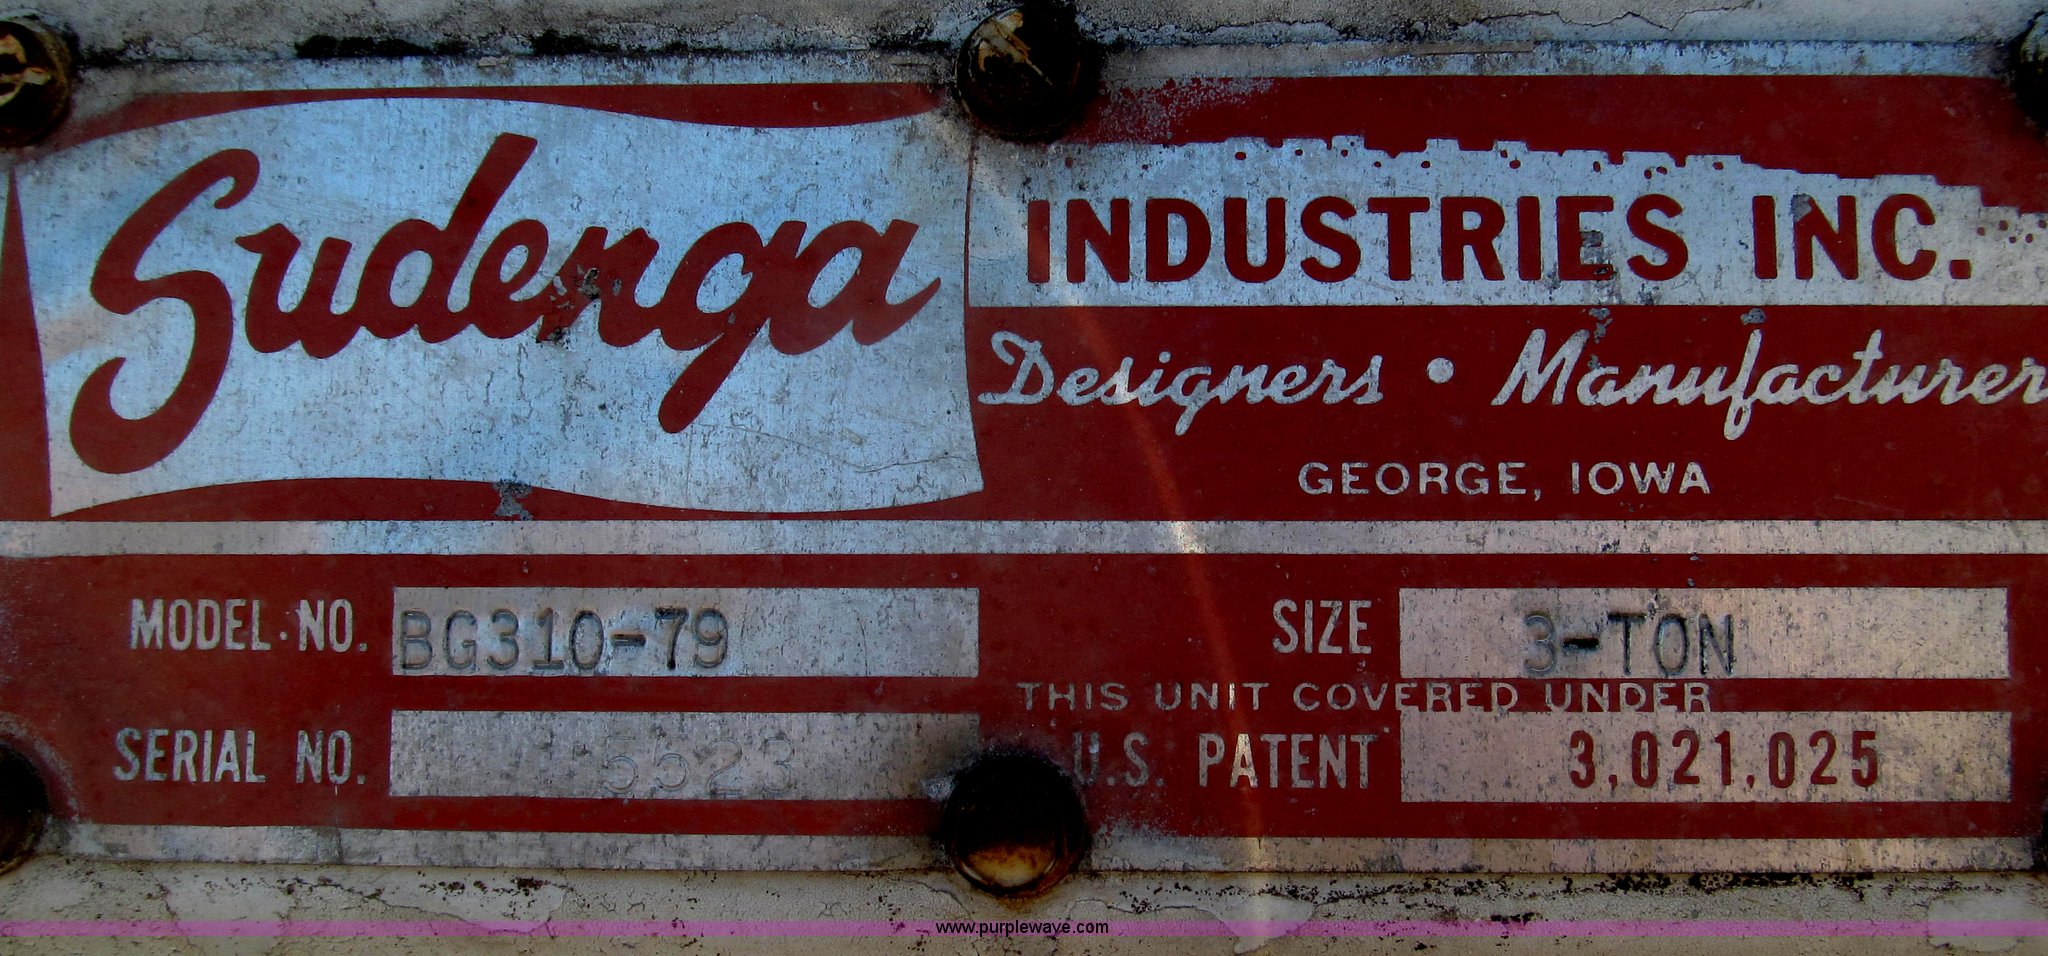 Sudenga
INDUSTRIES INC.
Designers • Manufacturer
GEORGE, IOWA
MODEL NO. BG310-79
SIZE 3-TON
THIS UNIT COVERED UNDER
SERIAL NO. 5523
U.S. PATENT 3,021,025
www.purplewave.com